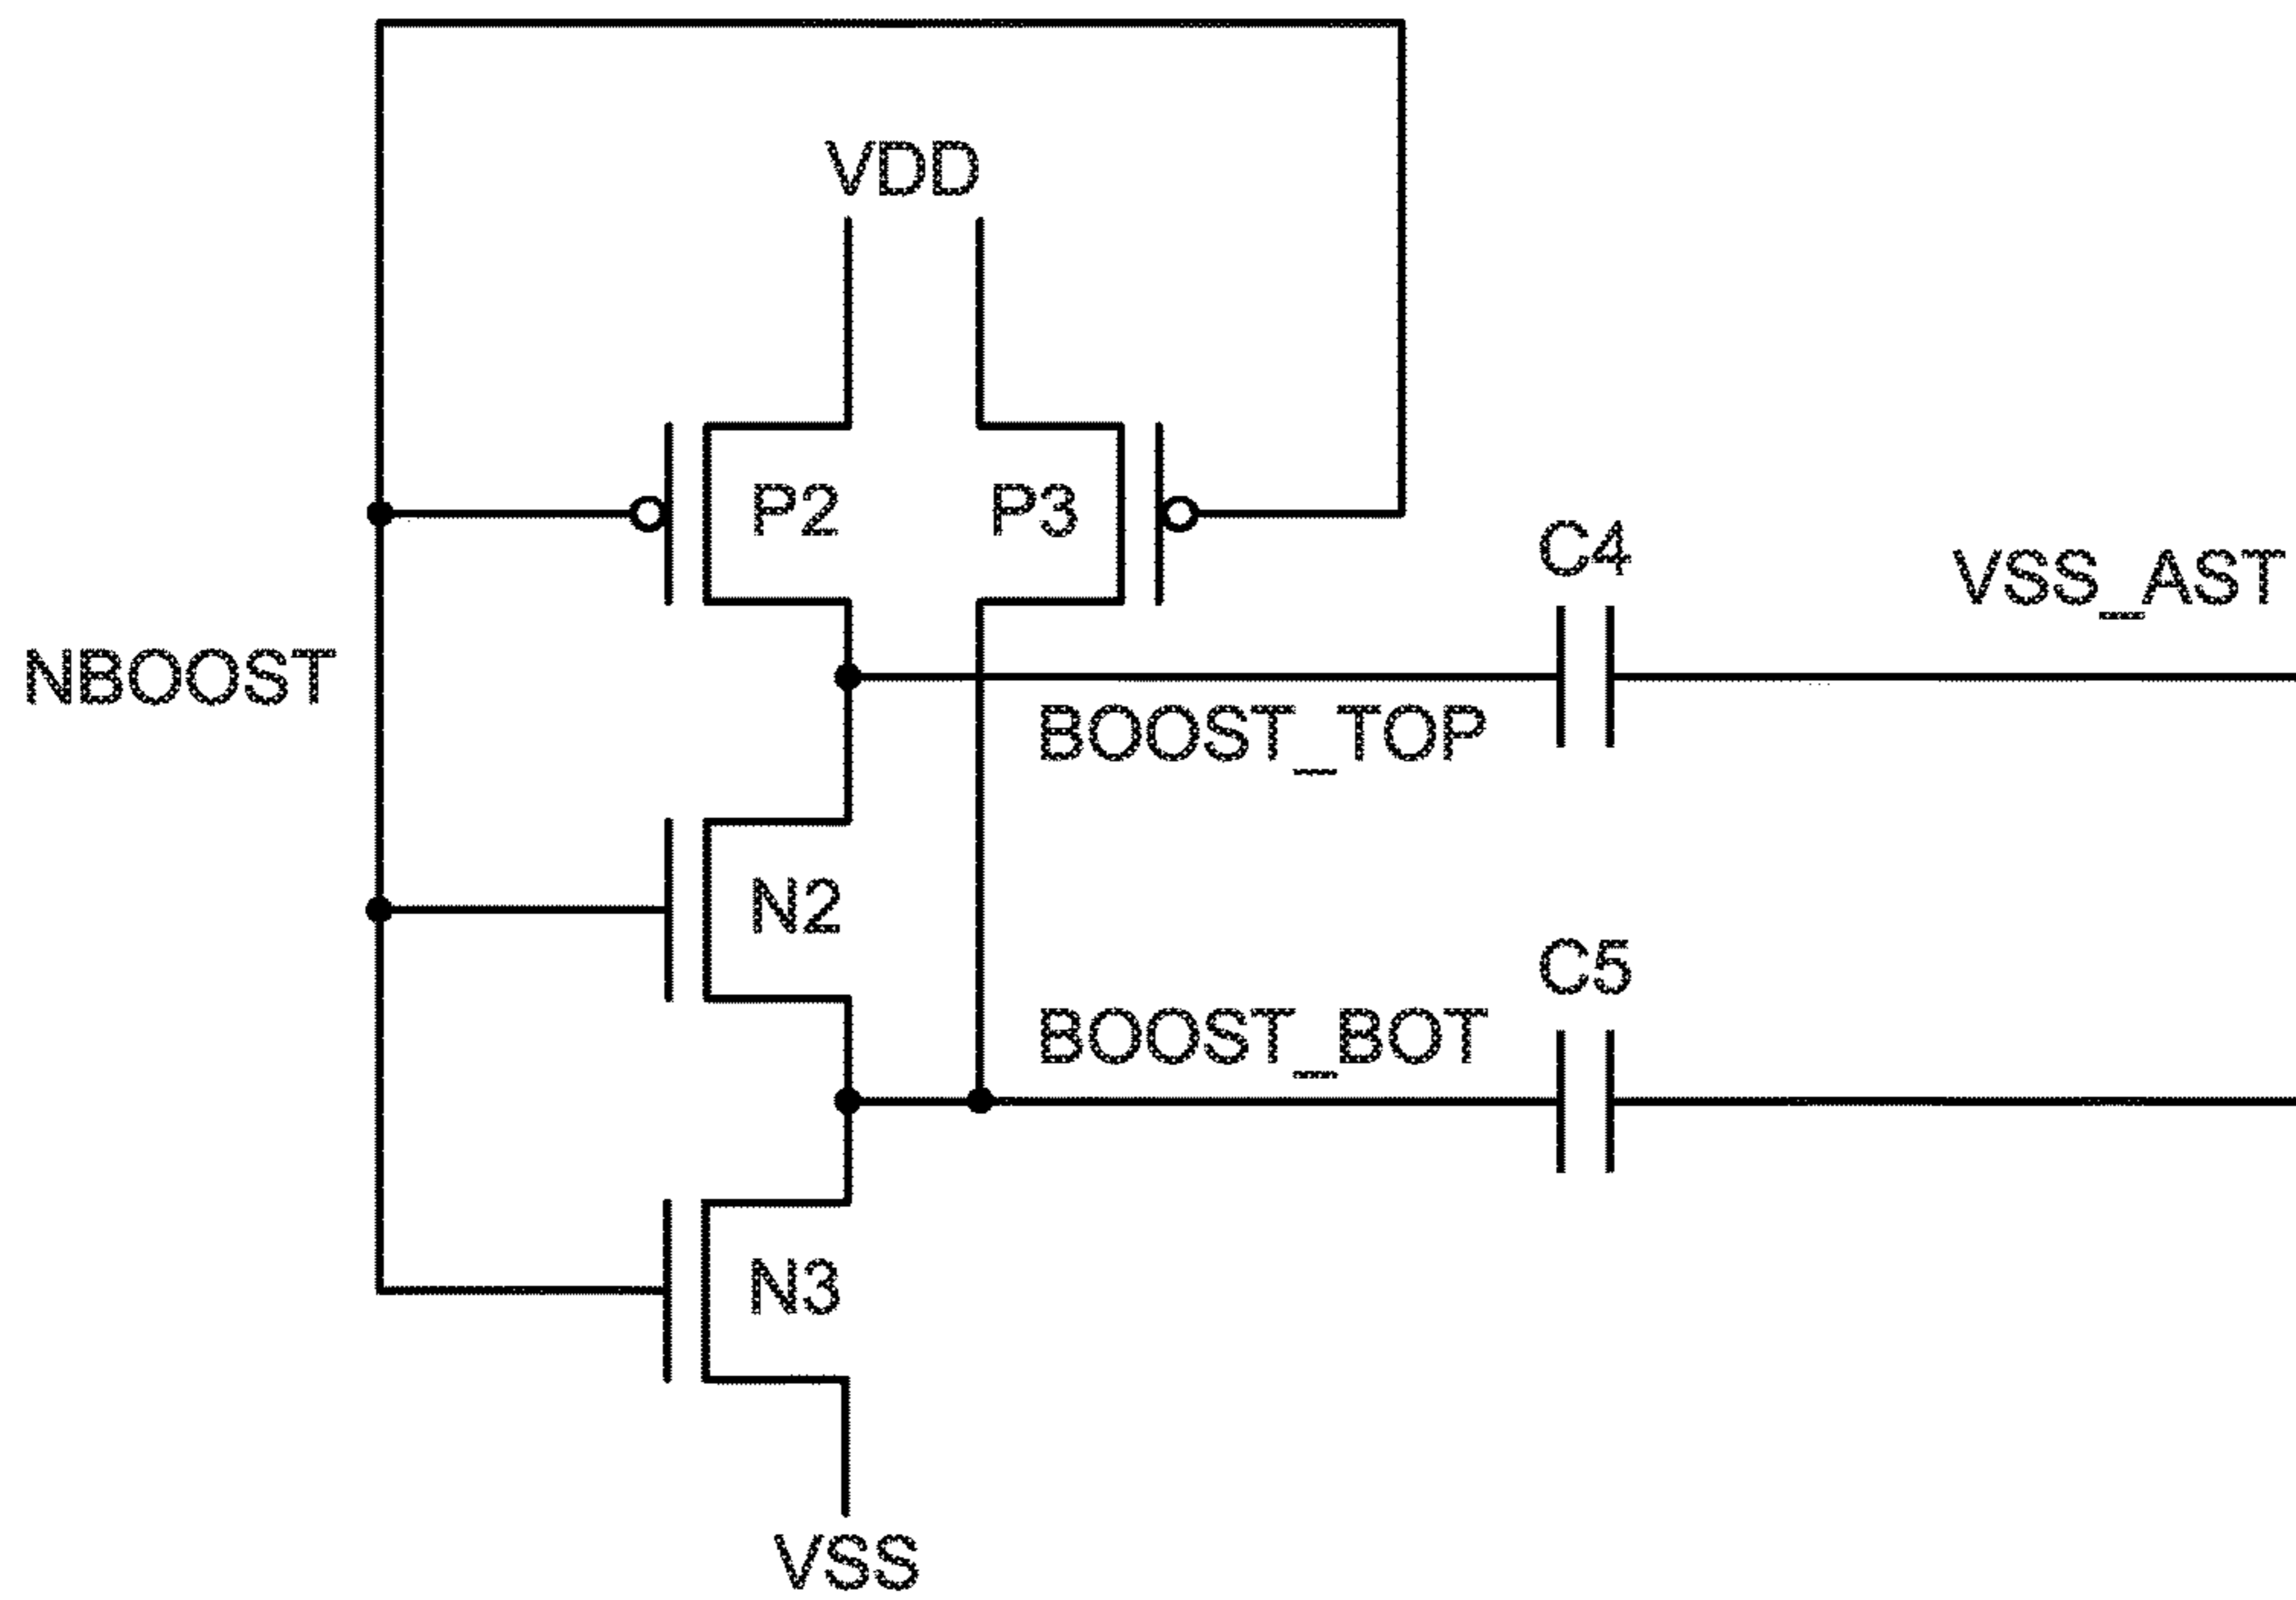 VDD
P2
P3
C4
VSS_AST
NBOOST
BOOST_TOP
N2
C5
BOOST_BOT
N3
VSS